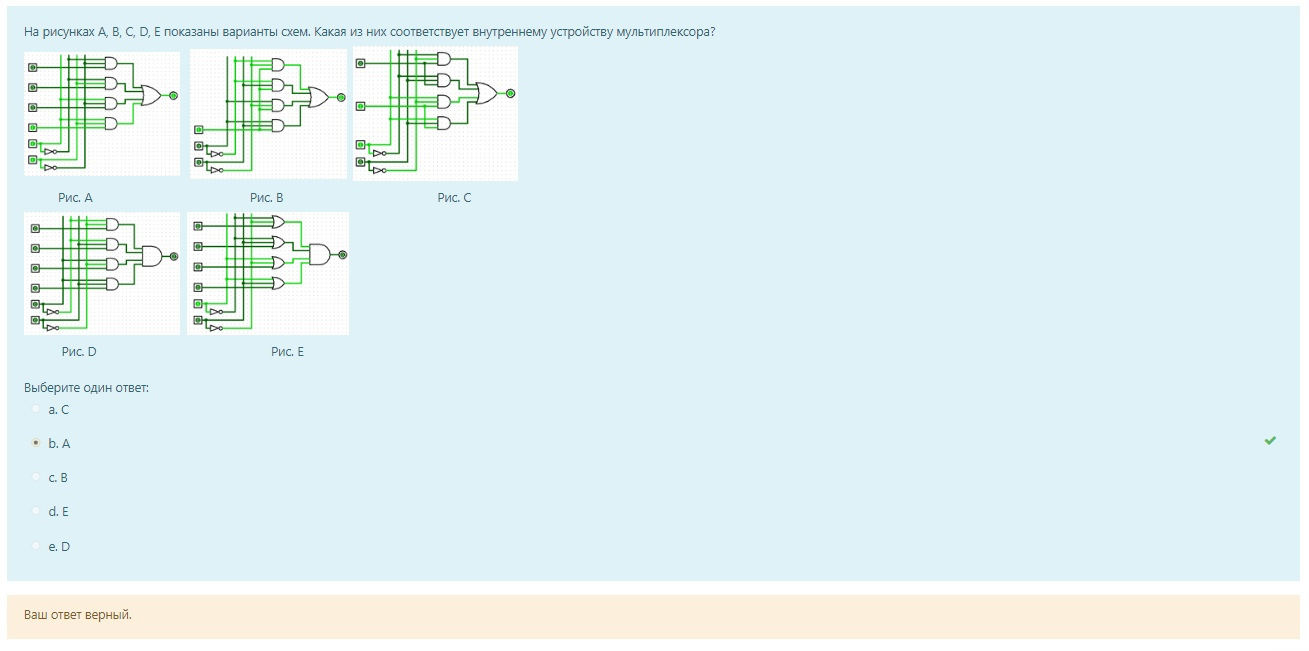 На рисунках A, B, C, D, E показаны варианты схем. Какая из них соответствует внутреннему устройству мультиплексора?
Рис. A Рис. B Рис. C
Рис. D Рис. E
Выберите один ответ:
a. C
b. A
c. B
d. E
e. D
Ваш ответ верный.